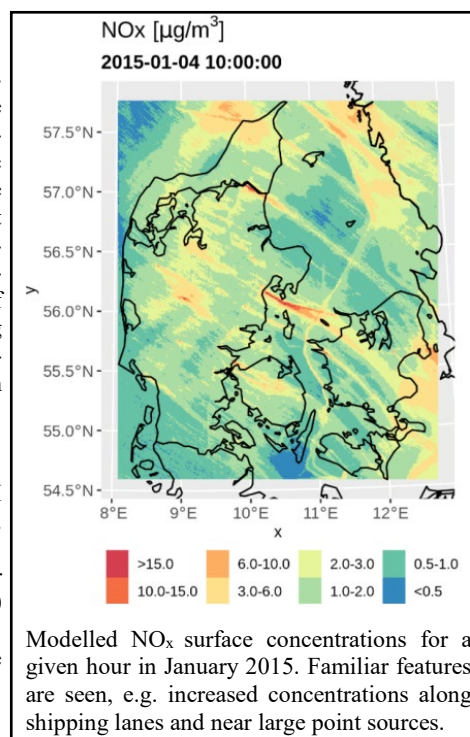 NOx [µg/m³]
2015-01-04 10:00:00
57.5°N
57.0°N
56.5°N
56.0°N
55.5°N
55.0°N
54.5°N
y
8°E 9°E 10°E 11°E 12°E
x
>15.0 6.0-10.0 2.0-3.0 0.5-1.0
10.0-15.0 3.0-6.0 1.0-2.0 <0.5
Modelled NOₓ surface concentrations for a
given hour in January 2015. Familiar features
are seen, e.g. increased concentrations along
shipping lanes and near large point sources.